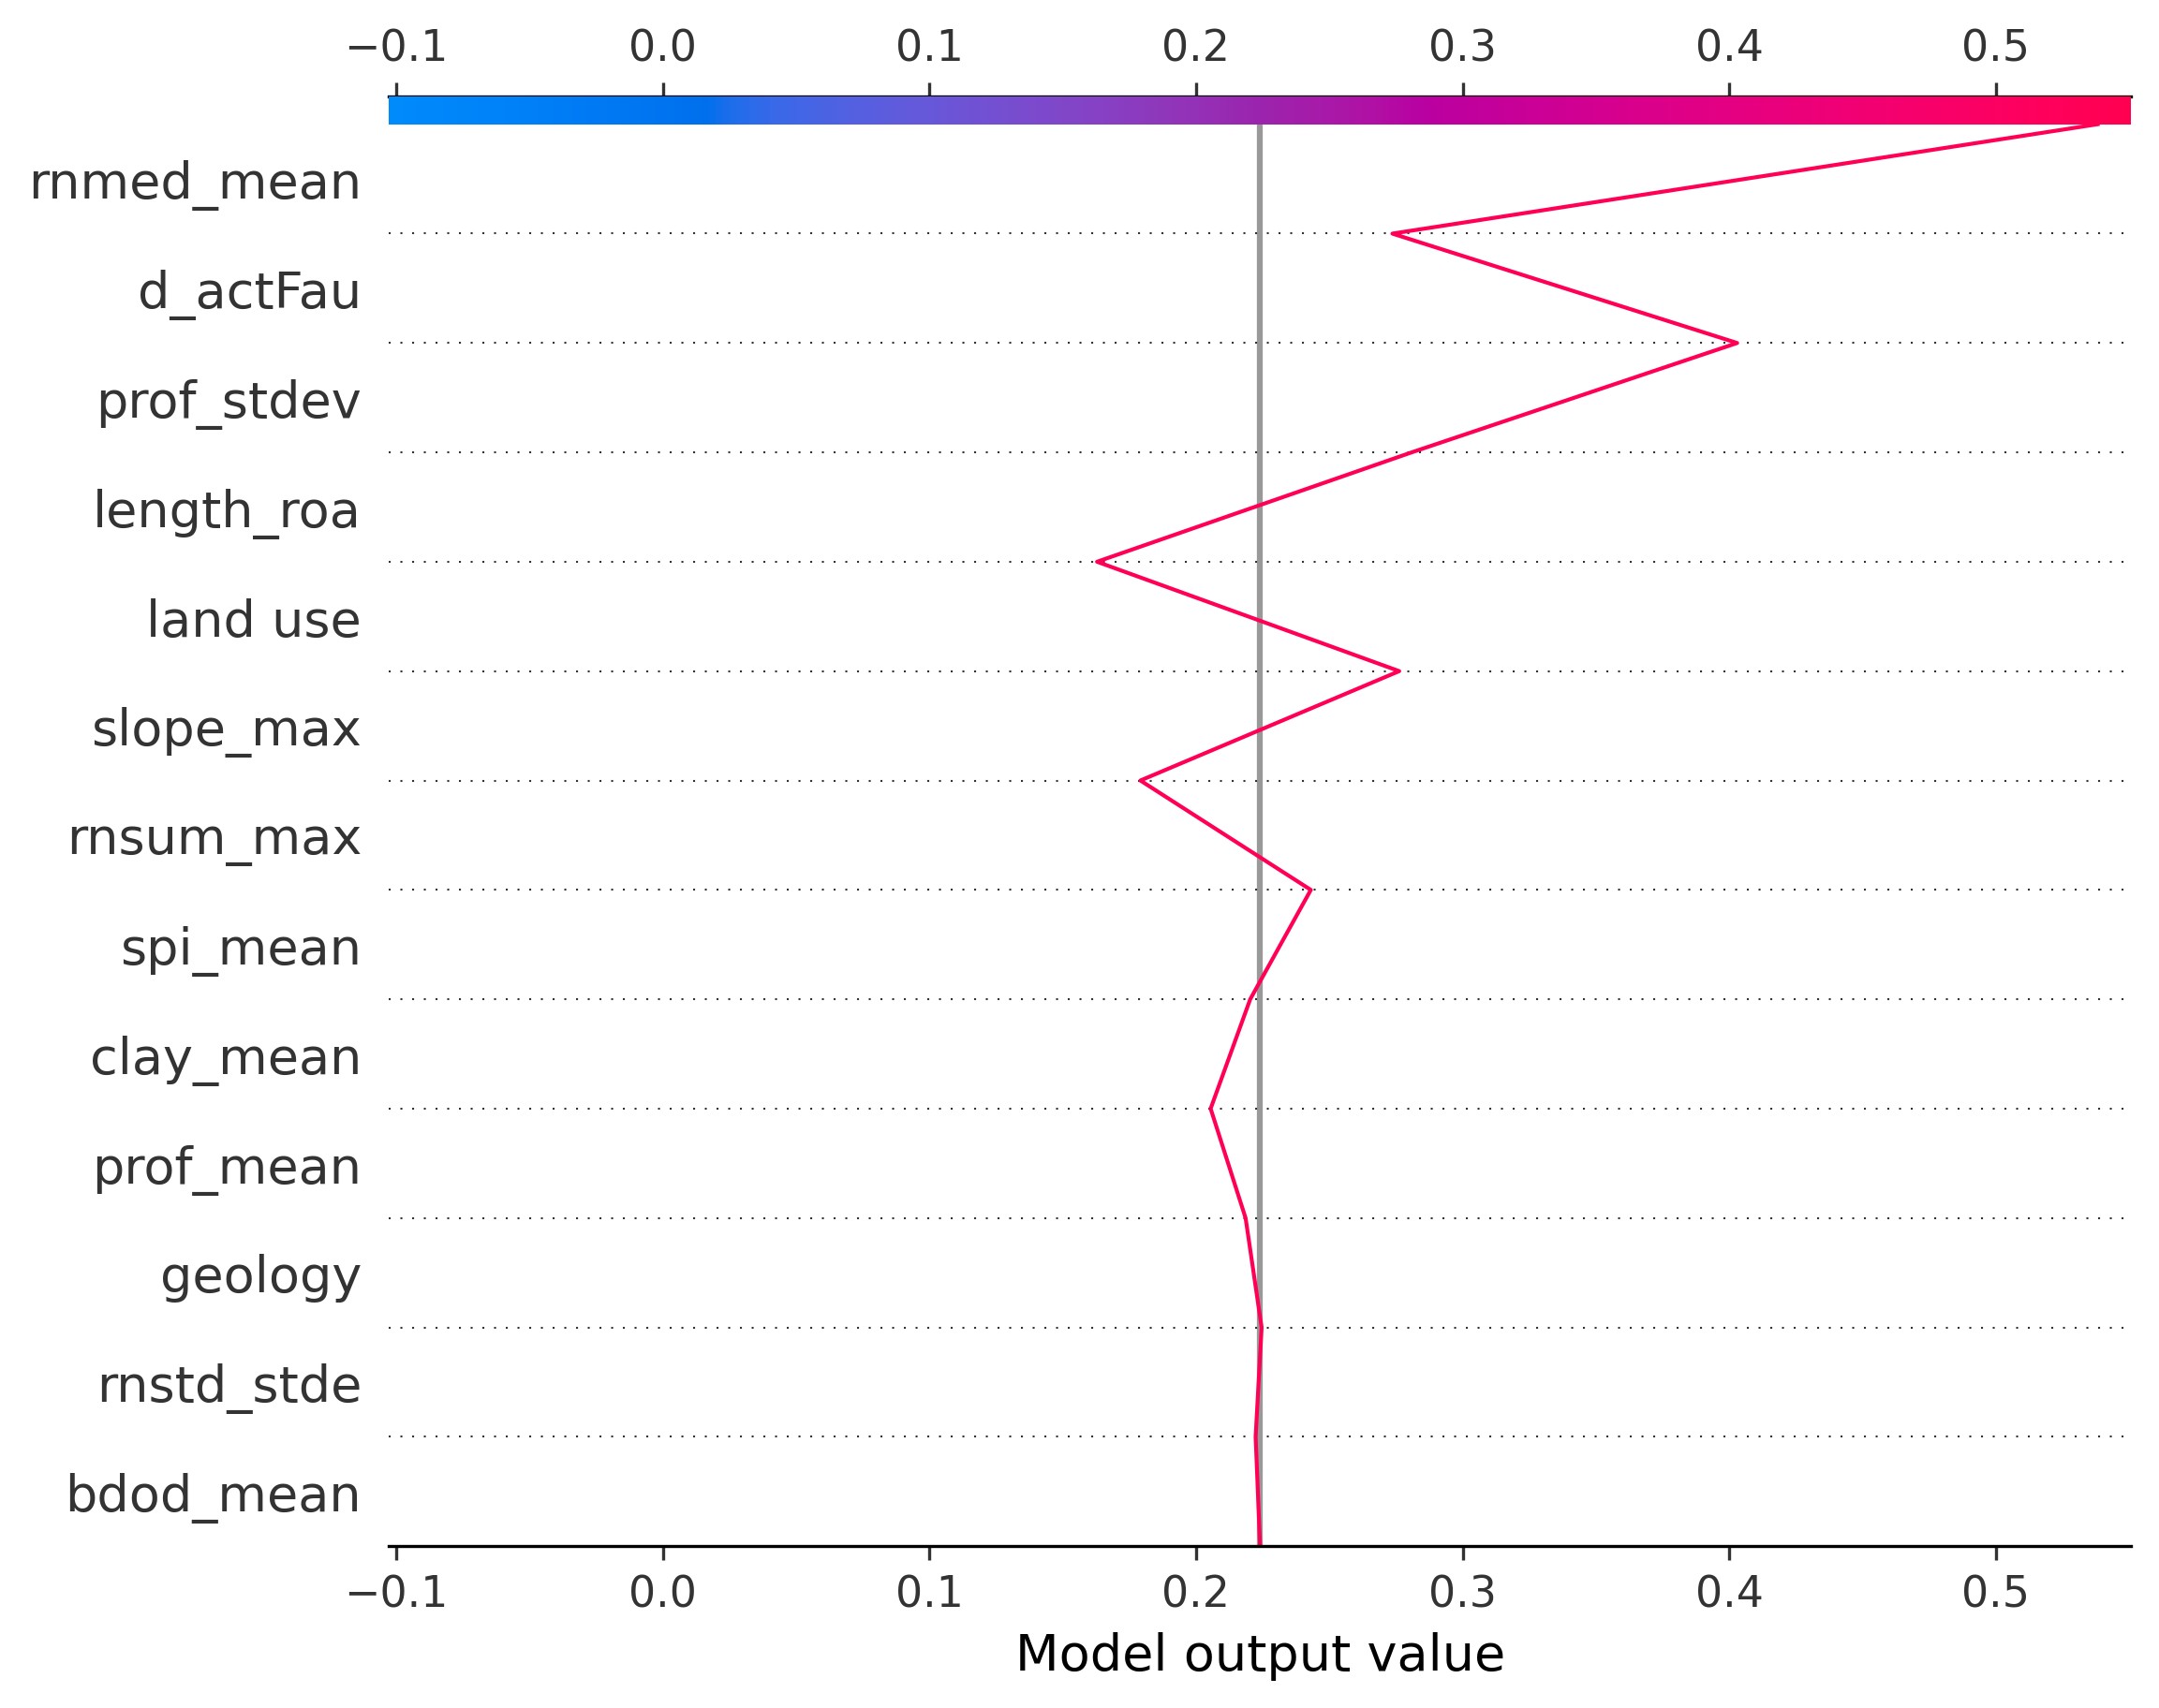 −0.1 0.0 0.1 0.2 0.3 0.4 0.5
rnmed_mean
d_actFau
prof_stdev
length_roa
land use
slope_max
rnsum_max
spi_mean
clay_mean
prof_mean
geology
rnstd_stde
bdod_mean
−0.1 0.0 0.1 0.2 0.3 0.4 0.5
Model output value